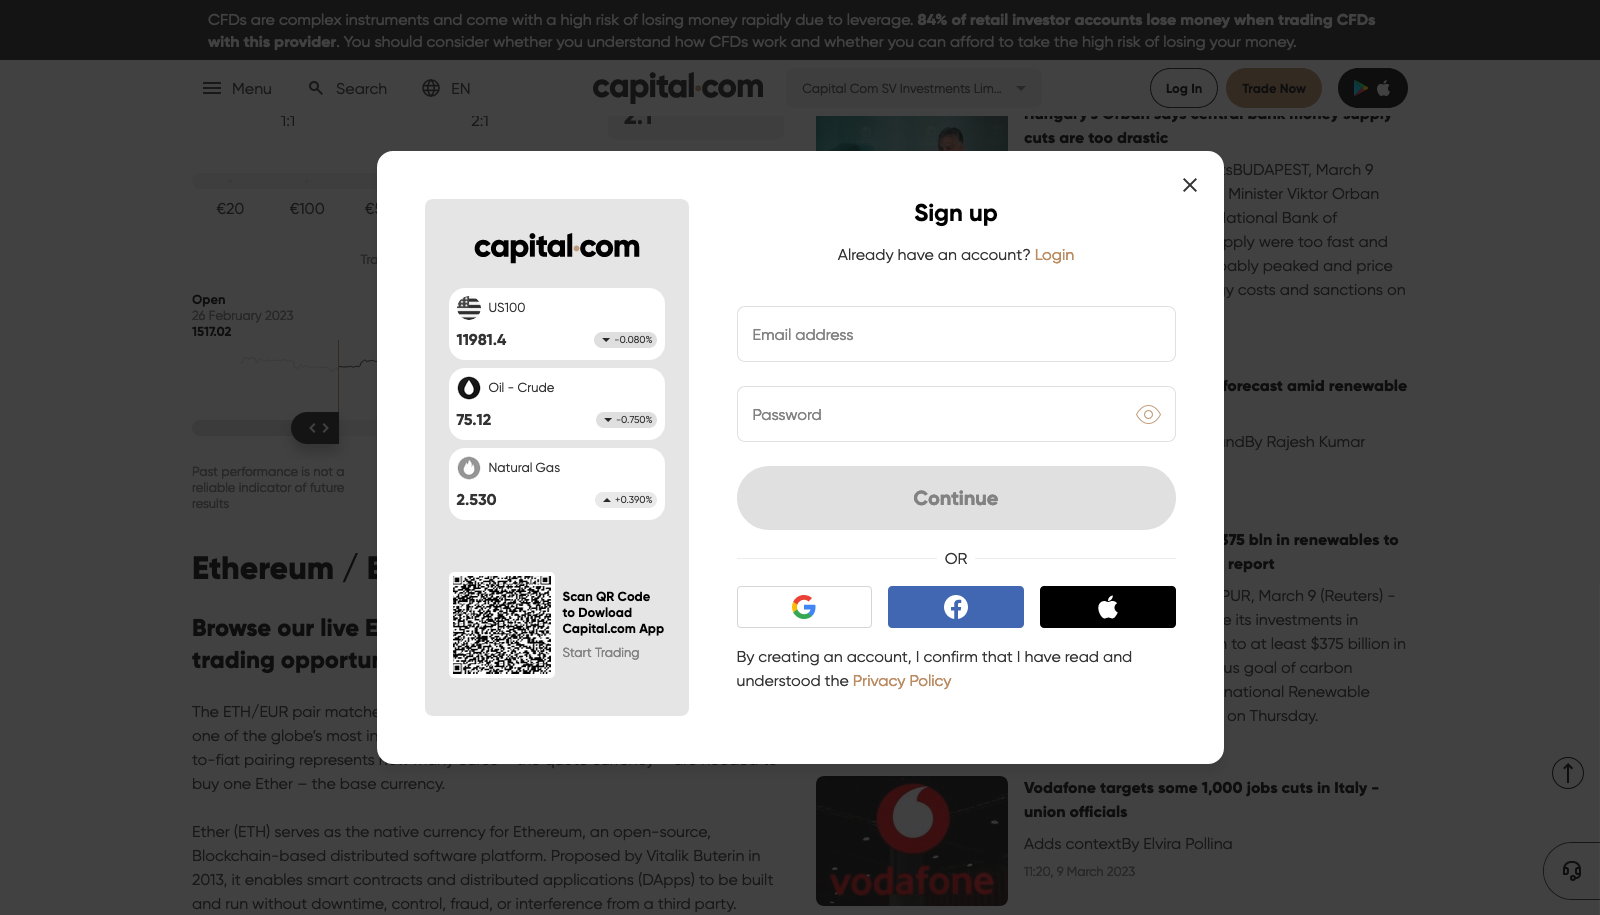 CFDs are complex instruments and come with a high risk of losing money rapidly due to leverage. 84% of retail investor accounts lose money when trading CFDs
with this provider. You should consider whether you understand how CFDs work and whether you can afford to take the high risk of losing your money.
Menu
Search
EN
capital.com
Capital Com SV Investments Lim...
Log In
Trade Now
1:1
2:1
2:1
€20
€100
Open
26 February 2023
1517.02
Past performance is not a
reliable indicator of future
results
Ethereum /
Browse our live
trading
The ETH/EUR pair
one of the globe's most
to-fiat pairing represents
buy one Ether – the base currency.
Ether (ETH) serves as the native currency for Ethereum, an open-source,
Blockchain-based distributed software platform. Proposed by Vitalik Buterin in
2013, it enables smart contracts and distributed applications (DApps) to be built
and run without downtime, control, fraud, or interference from a third party.
capital.com
US100
11981.4
-0.080%
Oil - Crude
75.12
-0.750%
Natural Gas
2.530
+0.390%
Scan QR Code
to Dowload
Capital.com App
Start Trading
Sign up
Already have an account? Login
Email address
Password
Continue
OR
By creating an account, I confirm that I have read and
understood the Privacy Policy
Hungary's Orban says central bank money supply
cuts are too drastic
BUDAPEST, March 9
Minister Viktor Orban
National Bank of
were too fast and
peaked and price
costs and sanctions on
forecast amid renewable
By Rajesh Kumar
bln in renewables to
report
March 9 (Reuters) -
its investments in
to at least $375 billion in
goal of carbon
Renewable
on Thursday.
vodafone
Vodafone targets some 1,000 jobs cuts in Italy -
union officials
Adds contextBy Elvira Pollina
11:20, 9 March 2023